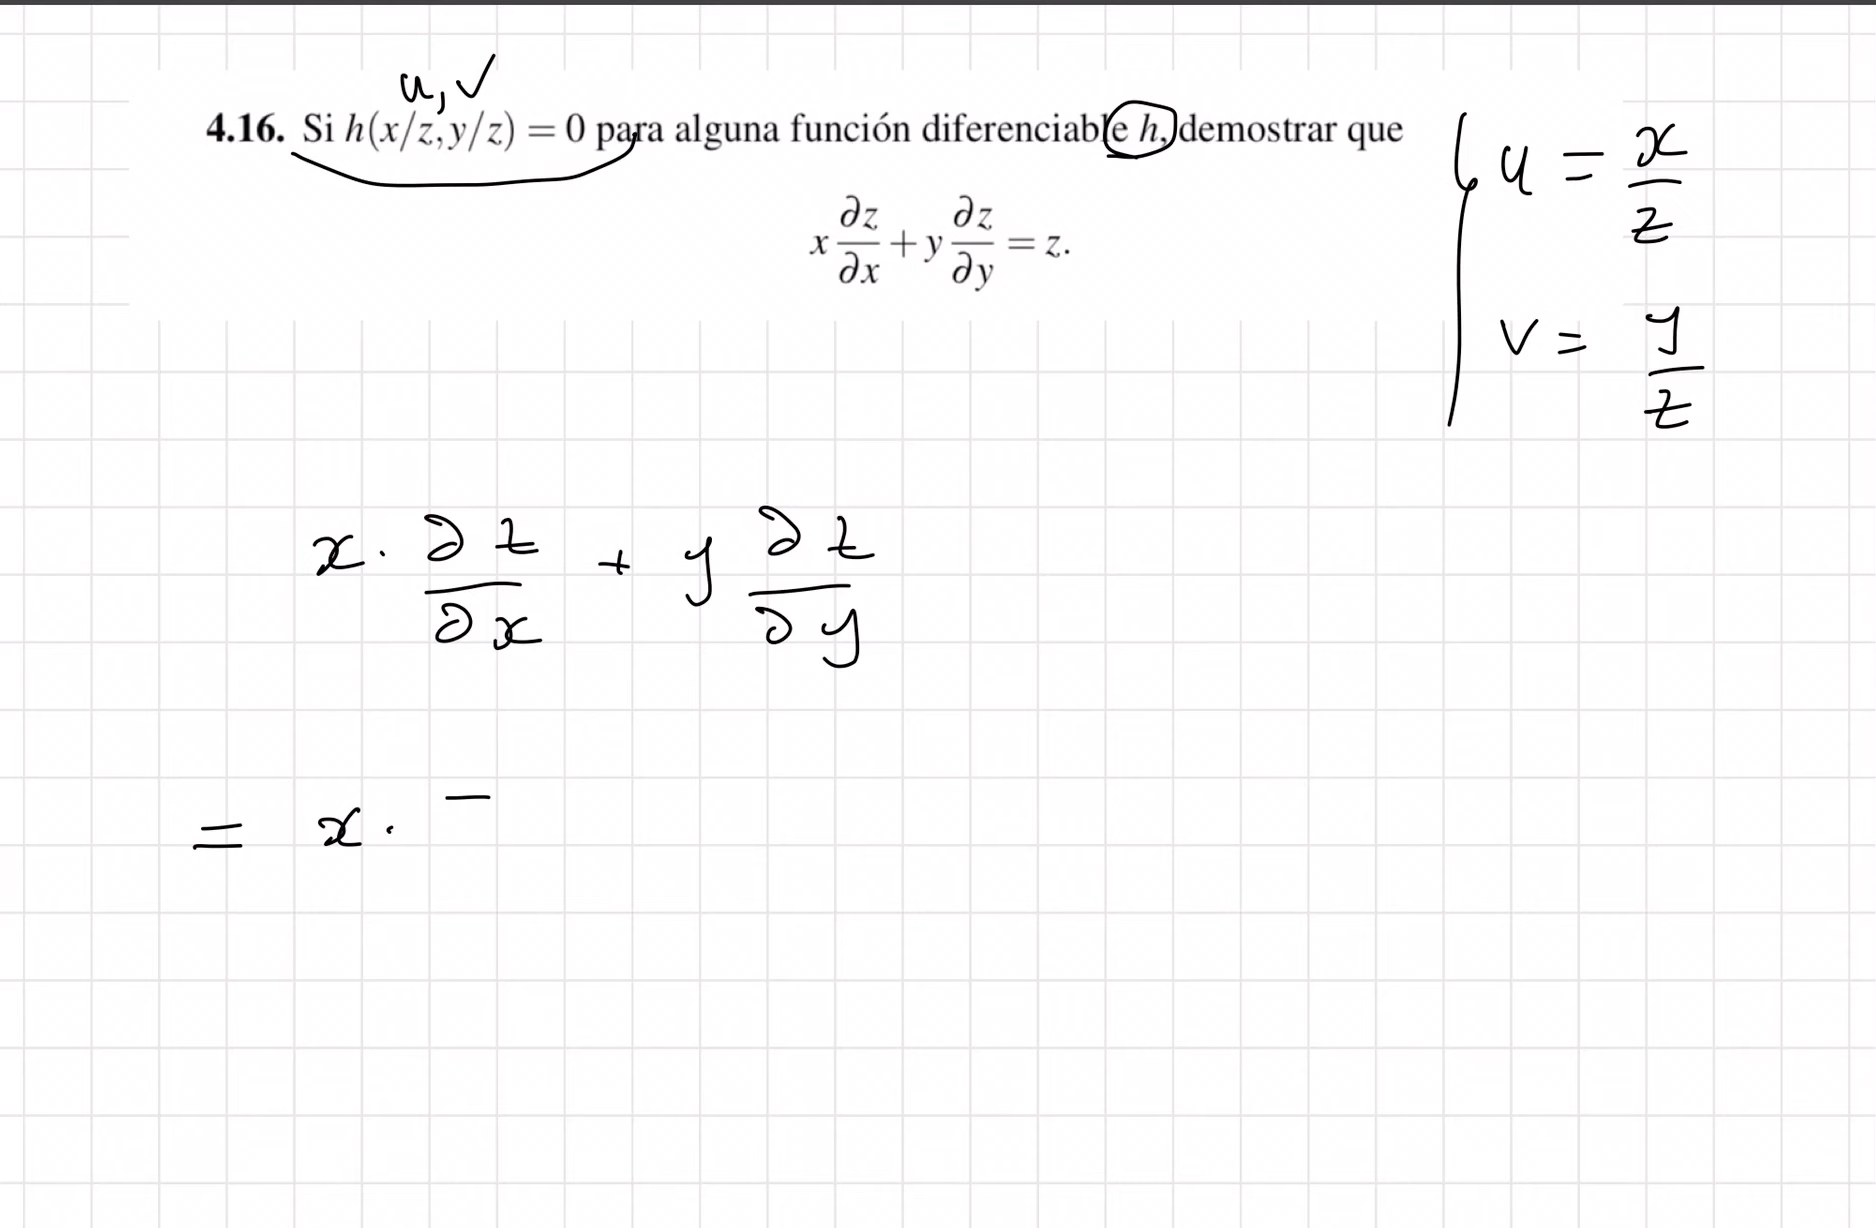 u, v
4.16. Si h(x/z, y/z) = 0 para alguna función diferenciable h, demostrar que
x ∂z/∂x + y ∂z/∂y = z.
u = x/z
v = y/z
x · ∂z/∂x + y ∂z/∂y
= x · —